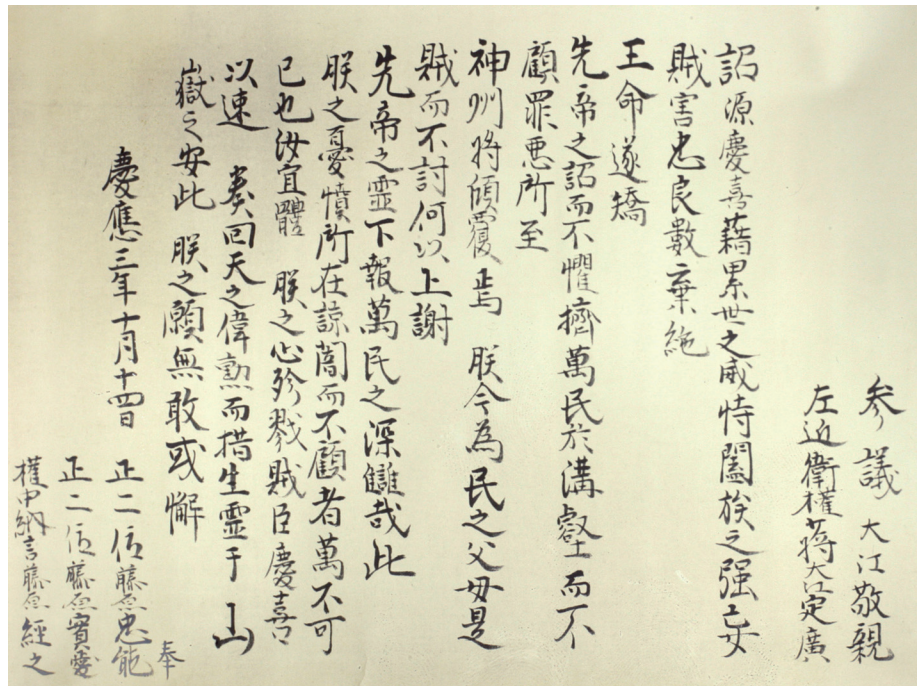 参議大江敬親
左近衛權蒋大江定廣
詔源慶喜藉累世之威恃闔族之强妄
賊害忠良數棄絶
王命遂矯
先帝之詔而不懼擠萬民於溝壑而不
顧罪悪所至
神州将傾覆焉 朕今為民之父母是
賊而不討何以上謝
先帝之靈下報萬民之深讎哉此
朕之憂憤所在諒闇而不顧者萬不可
已也汝宜體 朕之心殄戮賊臣慶喜
以速 奏回天之偉勲而措生靈于山
嶽之安此 朕之願無敢或懈
慶應三年十月十四日
正二位藤原忠能
奉
正二位藤原實愛
權中納言藤原經之